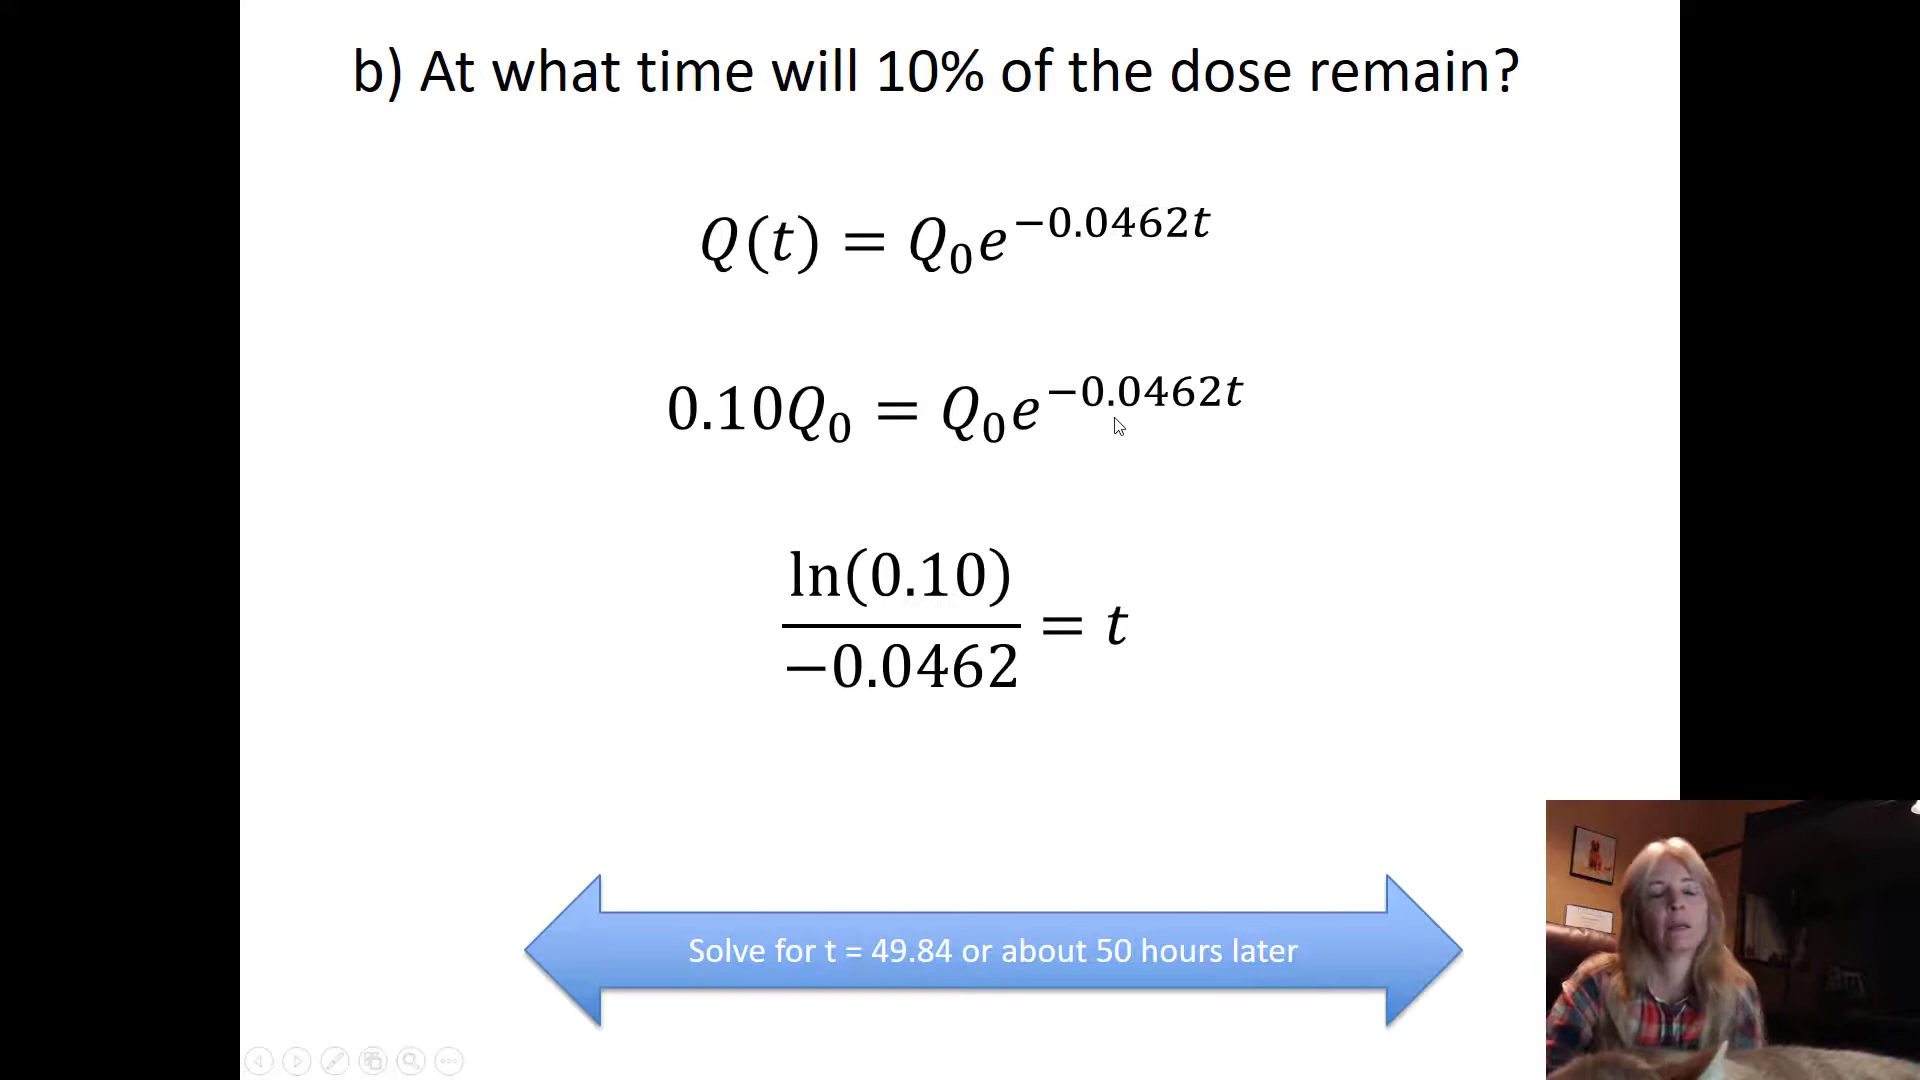 b) At what time will 10% of the dose remain?
Q(t) = Q₀e^{−0.0462t}
0.10Q₀ = Q₀e^{−0.0462t}
ln(0.10)
−0.0462
= t
Solve for t = 49.84 or about 50 hours later